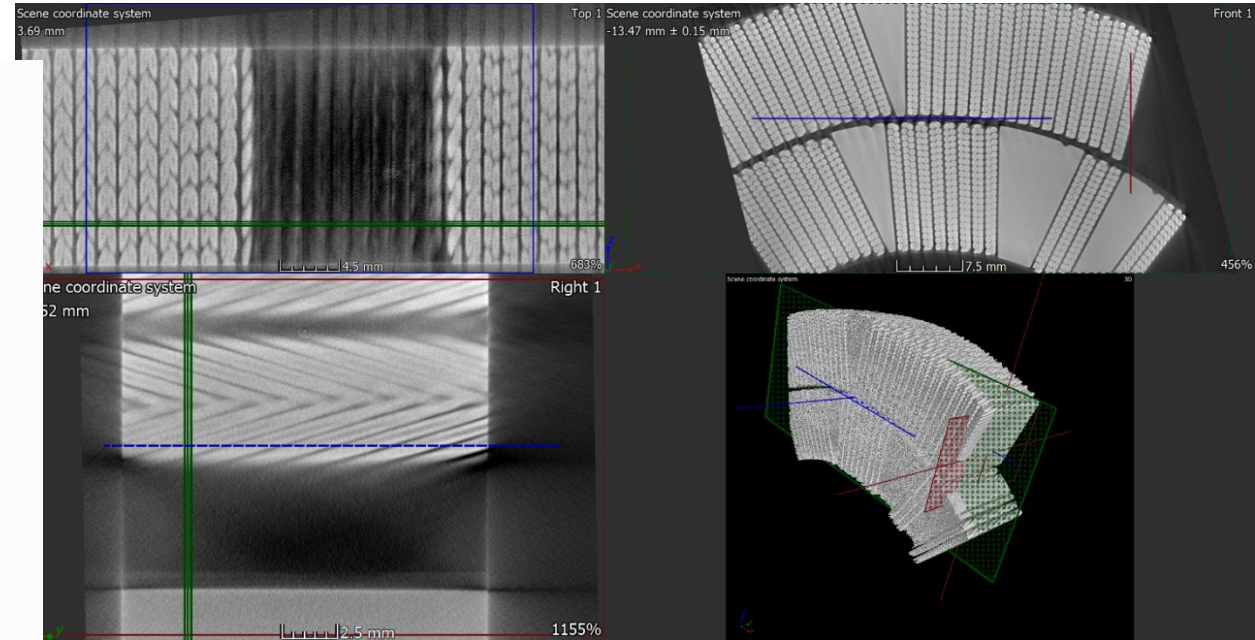 Scene coordinate system
3.69 mm
Top 1
4.5 mm
683%
x
Scene coordinate system
-13.47 mm ± 0.15 mm
Front 1
7.5 mm
456%
ne coordinate system
52 mm
Right 1
2.5 mm
1155%
y
Scene coordinate system
3D